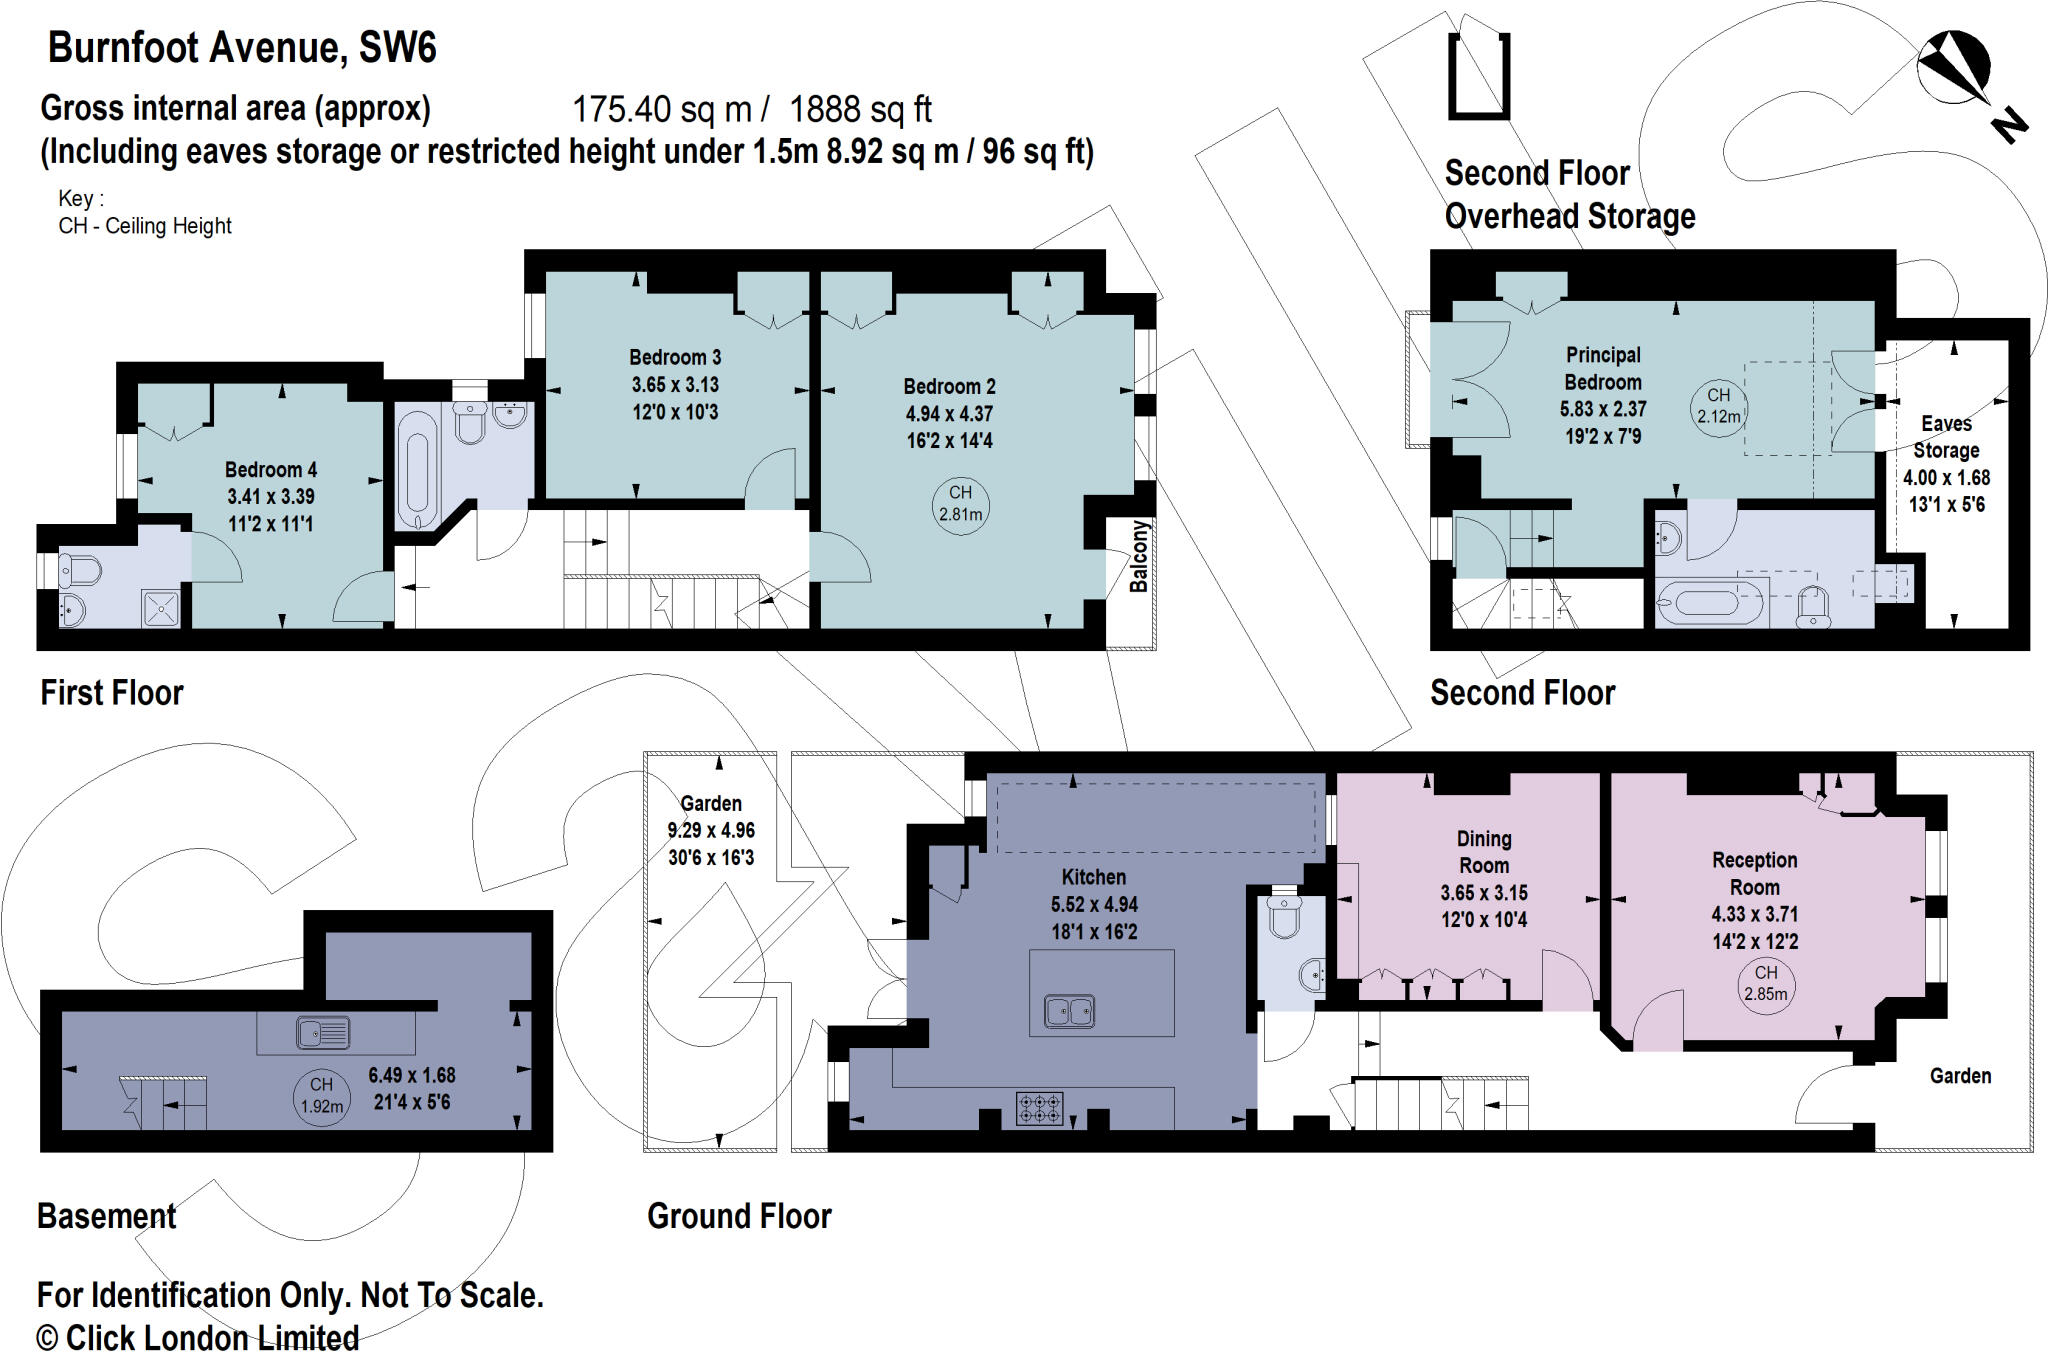 Burnfoot Avenue, SW6
Gross internal area (approx) 175.40 sq m / 1888 sq ft
(Including eaves storage or restricted height under 1.5m 8.92 sq m / 96 sq ft)
Key :
CH - Ceiling Height
N
Second Floor
Overhead Storage
Bedroom 4
3.41 x 3.39
11'2 x 11'1
Bedroom 3
3.65 x 3.13
12'0 x 10'3
Bedroom 2
4.94 x 4.37
16'2 x 14'4
CH
2.81m
Balcony
First Floor
Principal
Bedroom
5.83 x 2.37
19'2 x 7'9
CH
2.12m
Eaves
Storage
4.00 x 1.68
13'1 x 5'6
Second Floor
6.49 x 1.68
21'4 x 5'6
CH
1.92m
Basement
Garden
9.29 x 4.96
30'6 x 16'3
Kitchen
5.52 x 4.94
18'1 x 16'2
Dining
Room
3.65 x 3.15
12'0 x 10'4
Reception
Room
4.33 x 3.71
14'2 x 12'2
CH
2.85m
Garden
Ground Floor
For Identification Only. Not To Scale.
© Click London Limited